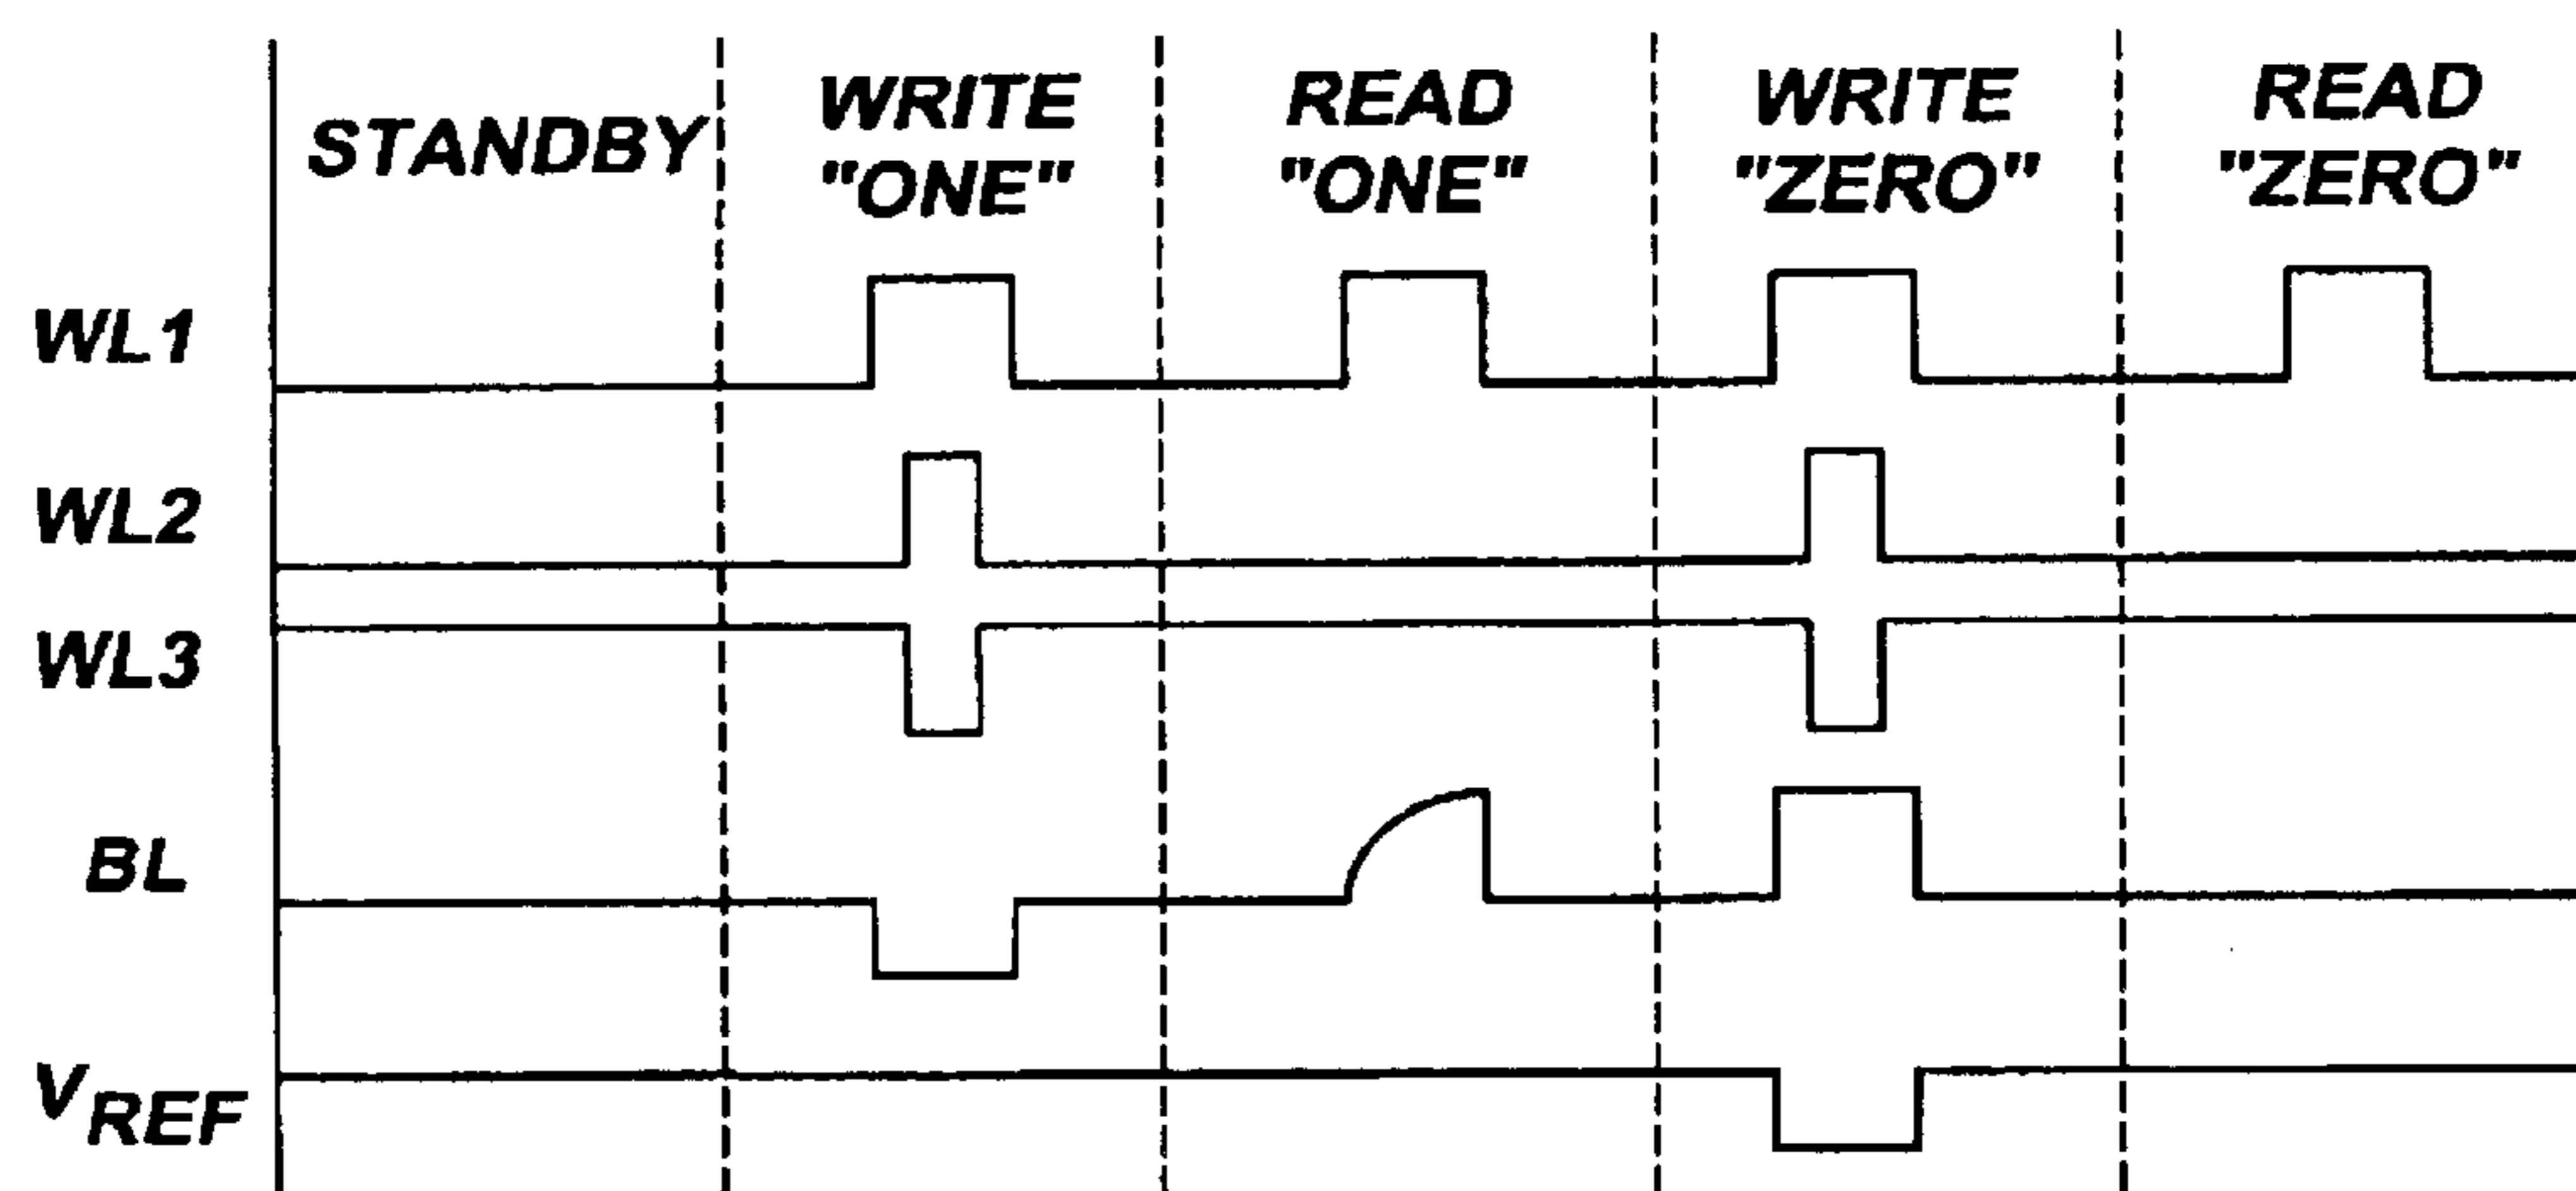 STANDBY
WRITE
"ONE"
READ
"ONE"
WRITE
"ZERO"
READ
"ZERO"
WL1
WL2
WL3
BL
VREF